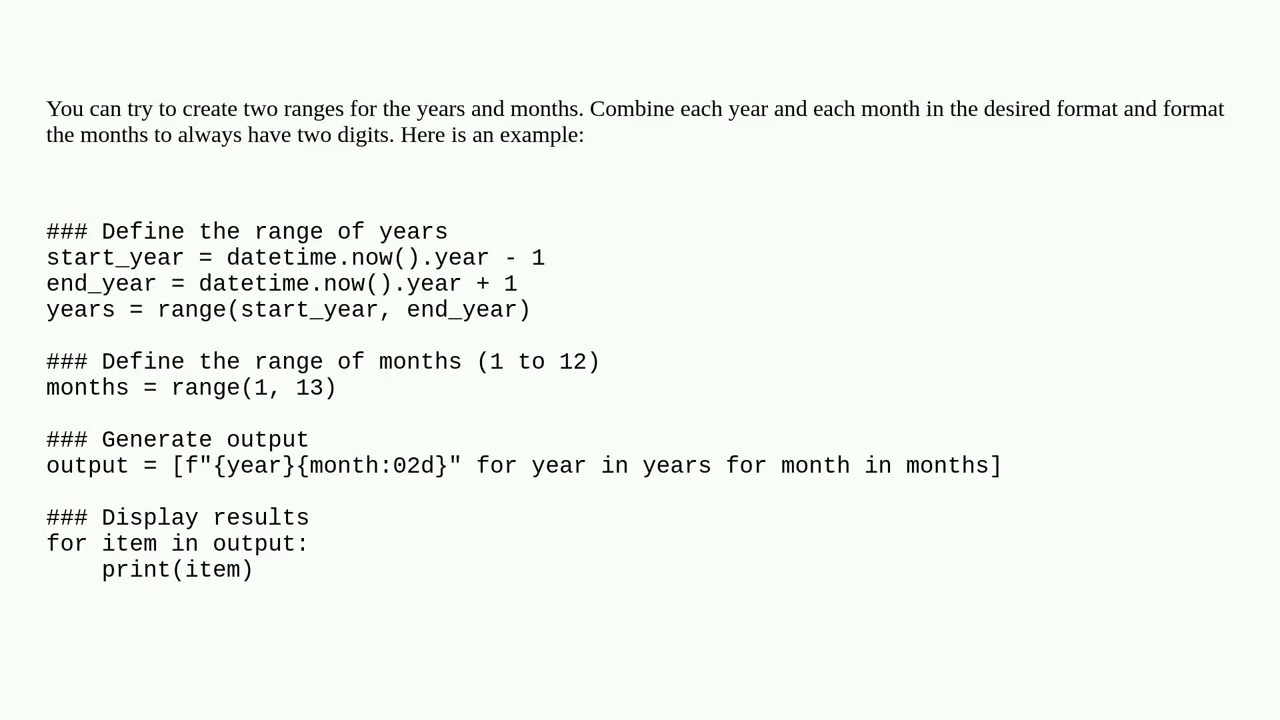 You can try to create two ranges for the years and months. Combine each year and each month in the desired format and format
the months to always have two digits. Here is an example:
### Define the range of years
start_year = datetime.now().year - 1
end_year = datetime.now().year + 1
years = range(start_year, end_year)
### Define the range of months (1 to 12)
months = range(1, 13)
### Generate output
output = [f"{year}{month:02d}" for year in years for month in months]
### Display results
for item in output:
    print(item)